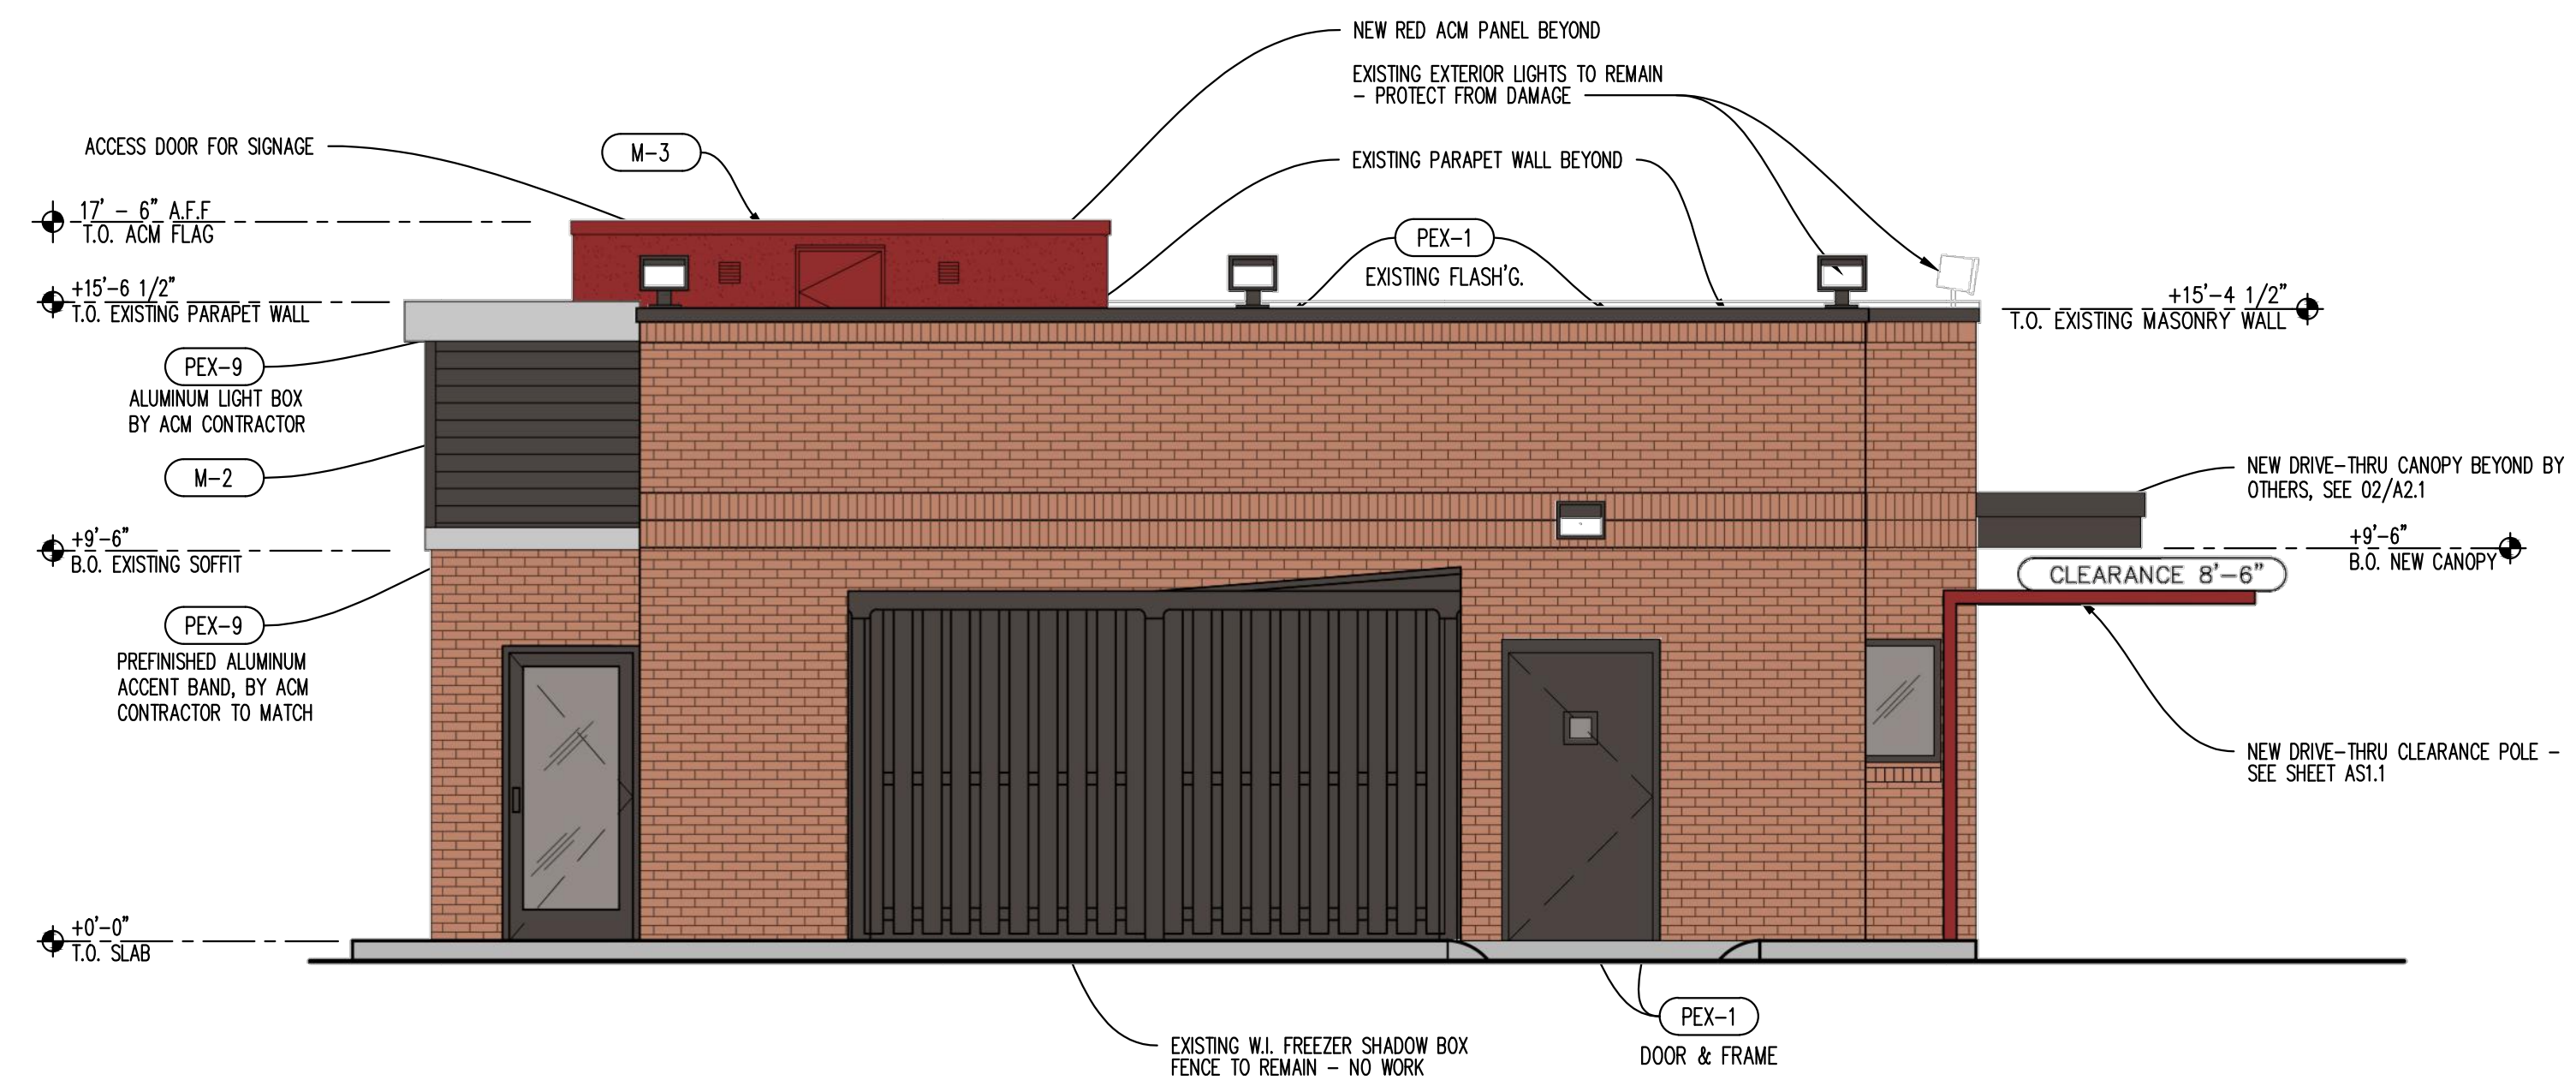 NEW RED ACM PANEL BEYOND
EXISTING EXTERIOR LIGHTS TO REMAIN
- PROTECT FROM DAMAGE
ACCESS DOOR FOR SIGNAGE
M-3
EXISTING PARAPET WALL BEYOND
17' - 6" A.F.F
T.O. ACM FLAG
PEX-1
EXISTING FLASH'G.
+15'-6 1/2"
T.O. EXISTING PARAPET WALL
+15'-4 1/2"
T.O. EXISTING MASONRY WALL
PEX-9
ALUMINUM LIGHT BOX
BY ACM CONTRACTOR
M-2
NEW DRIVE-THRU CANOPY BEYOND BY
OTHERS, SEE 02/A2.1
+9'-6"
B.O. EXISTING SOFFIT
+9'-6"
B.O. NEW CANOPY
CLEARANCE 8'-6"
PEX-9
PREFINISHED ALUMINUM
ACCENT BAND, BY ACM
CONTRACTOR TO MATCH
NEW DRIVE-THRU CLEARANCE POLE -
SEE SHEET AS1.1
+0'-0"
T.O. SLAB
PEX-1
DOOR & FRAME
EXISTING W.I. FREEZER SHADOW BOX
FENCE TO REMAIN - NO WORK